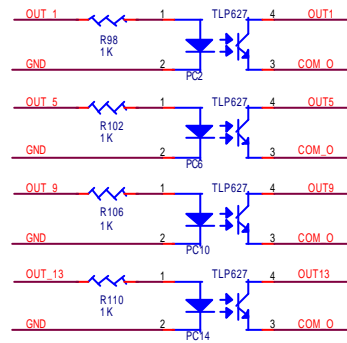 OUT_1 1 TLP627 4 OUT1
R98
1K
GND 2 3 COM_O
PC2
OUT_5 1 TLP627 4 OUT5
R102
1K
GND 2 3 COM_O
PC6
OUT_9 1 TLP627 4 OUT9
R106
1K
GND 2 3 COM_O
PC10
OUT_13 1 TLP627 4 OUT13
R110
1K
GND 2 3 COM_O
PC14